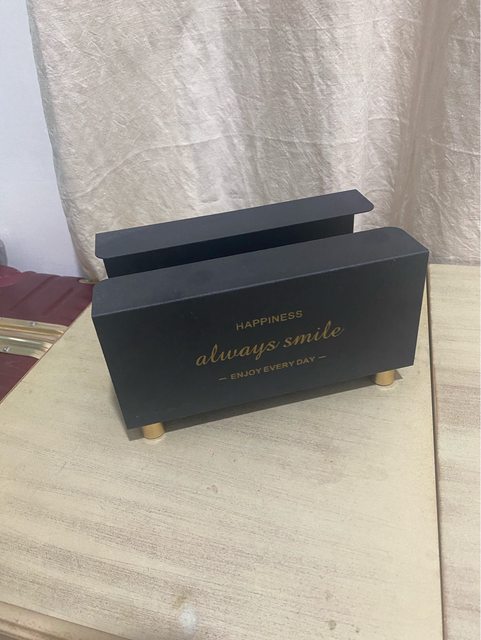 HAPPINESS
always smile
— ENJOY EVERY DAY —